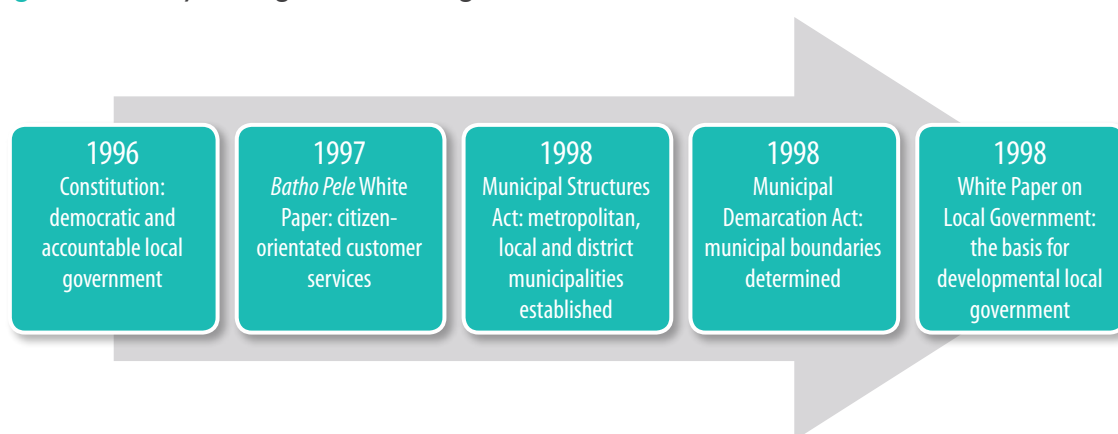 1996
Constitution:
democratic and
accountable local
government
1997
Batho Pele White
Paper: citizen-
orientated customer
services
1998
Municipal Structures
Act: metropolitan,
local and district
municipalities
established
1998
Municipal
Demarcation Act:
municipal boundaries
determined
1998
White Paper on
Local Government:
the basis for
developmental local
government